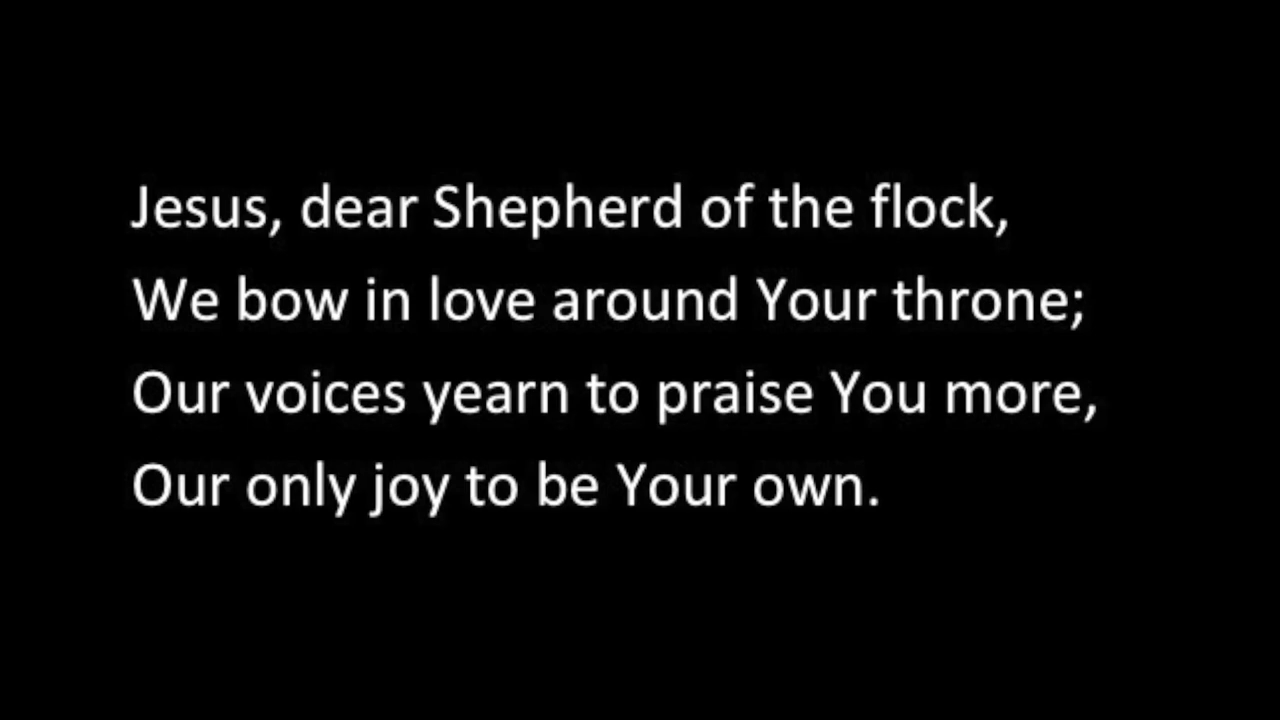 Jesus, dear Shepherd of the flock,
We bow in love around Your throne;
Our voices yearn to praise You more,
Our only joy to be Your own.